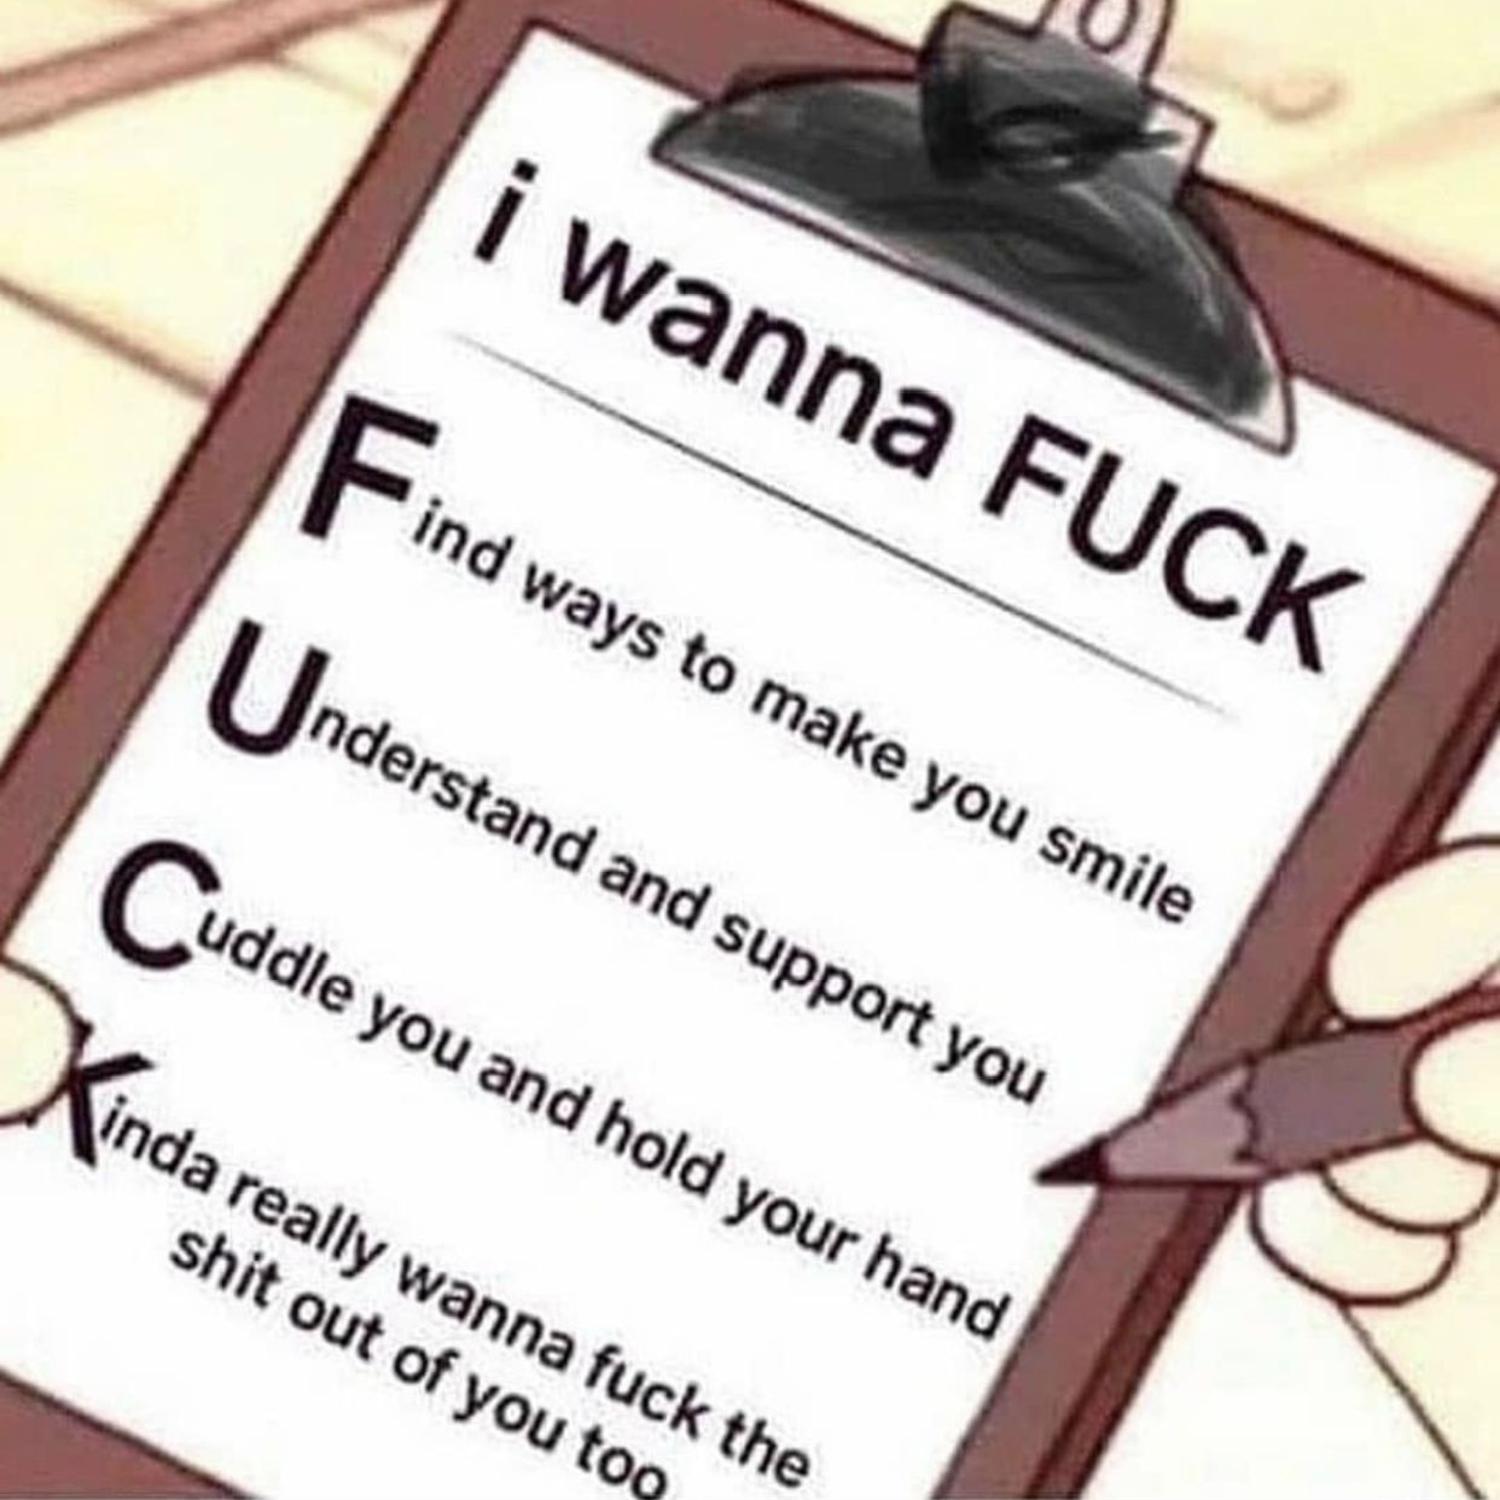 i wanna FUCK
Find ways to make you smile
Understand and support you
Cuddle you and hold your hand
Kinda really wanna fuck the
shit out of you too